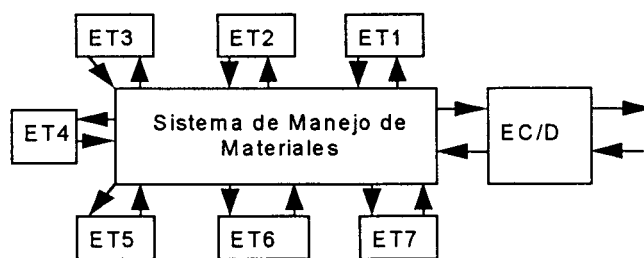 ET3 ET2 ET1
Sistema de Manejo de
Materiales
EC/D
ET4
ET5 ET6 ET7